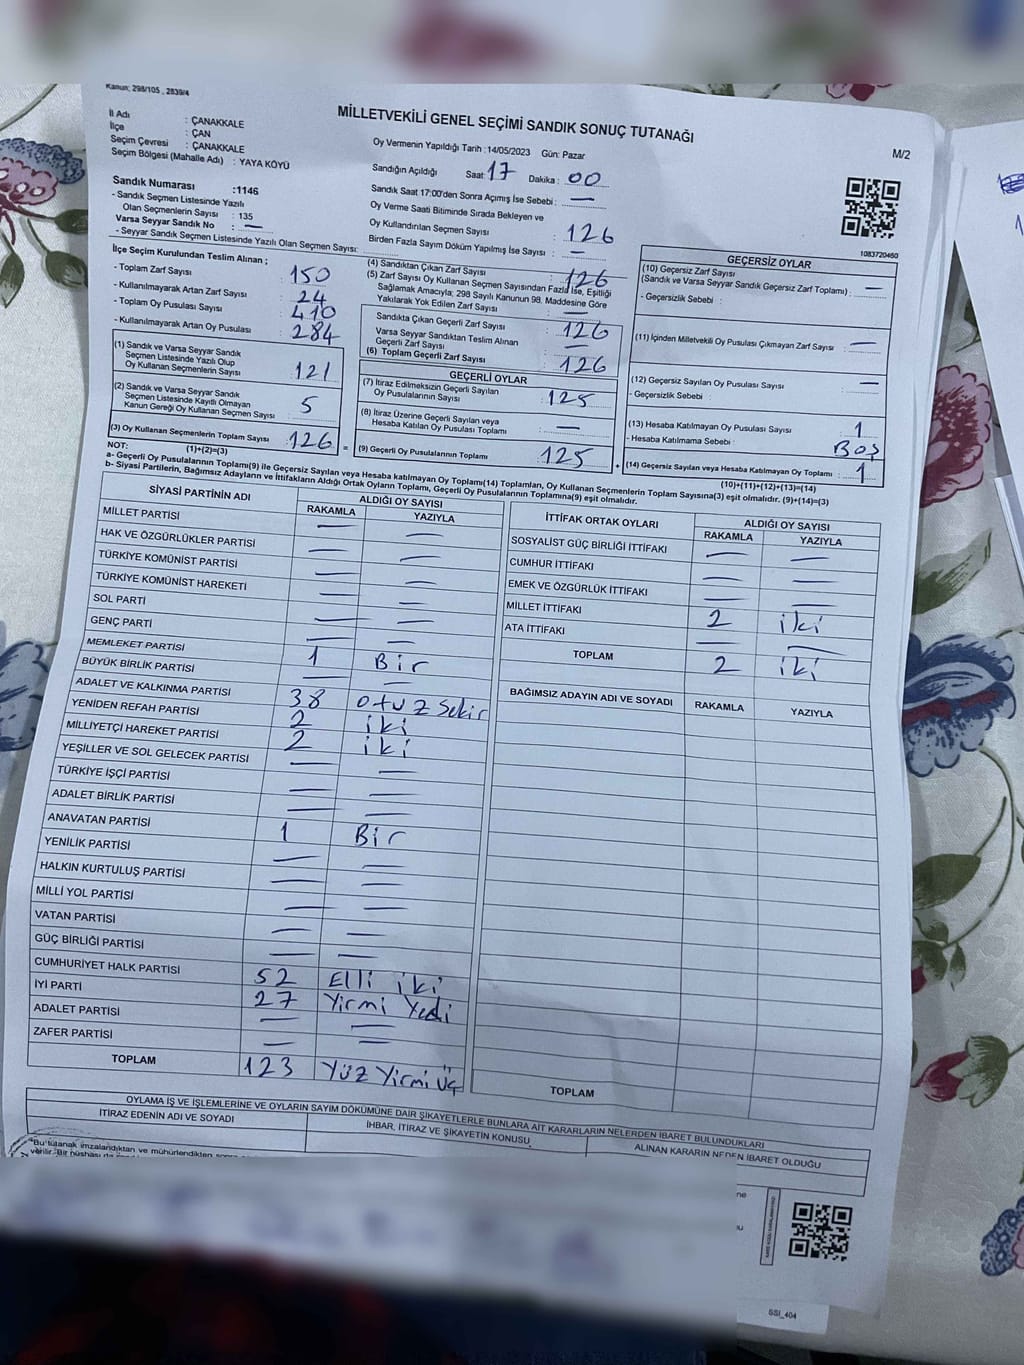 Kanun; 298/105 , 2839/4
MİLLETVEKİLİ GENEL SEÇİMİ SANDIK SONUÇ TUTANAĞI
M/2
İl Adı : ÇANAKKALE
İlçe : ÇAN
Seçim Çevresi : ÇANAKKALE
Seçim Bölgesi (Mahalle Adı) : YAYA KÖYÜ
Oy Vermenin Yapıldığı Tarih :14/05/2023 Gün: Pazar
Sandığın Açıldığı Saat: 17 Dakika : 00
Sandık Saat 17:00'den Sonra Açılmış İse Sebebi : —
Oy Verme Saati Bitiminde Sırada Bekleyen ve
Oy Kullandırılan Seçmen Sayısı : 126
Birden Fazla Sayım Döküm Yapılmış İse Sayısı : —
Sandık Numarası :1146
- Sandık Seçmen Listesinde Yazılı
Olan Seçmenlerin Sayısı : 135
Varsa Seyyar Sandık No : —
- Seyyar Sandık Seçmen Listesinde Yazılı Olan Seçmen Sayısı:
1083720460
İlçe Seçim Kurulundan Teslim Alınan ;
- Toplam Zarf Sayısı : 150
- Kullanılmayarak Artan Zarf Sayısı : 24
- Toplam Oy Pusulası Sayısı : 410
- Kullanılmayarak Artan Oy Pusulası : 284
(1) Sandık ve Varsa Seyyar Sandık
Seçmen Listesinde Yazılı Olup
Oy Kullanan Seçmenlerin Sayısı : 121
(2) Sandık ve Varsa Seyyar Sandık
Seçmen Listesinde Kayıtlı Olmayan
Kanun Gereği Oy Kullanan Seçmen Sayısı : 5
(3) Oy Kullanan Seçmenlerin Toplam Sayısı : 126
(1)+(2)=(3)
(4) Sandıktan Çıkan Zarf Sayısı : 126
(5) Zarf Sayısı Oy Kullanan Seçmen Sayısından Fazla İse, Eşitliği
Sağlamak Amacıyla; 298 Sayılı Kanunun 98. Maddesine Göre
Yakılarak Yok Edilen Zarf Sayısı : —
Sandıkta Çıkan Geçerli Zarf Sayısı : 126
Varsa Seyyar Sandıktan Teslim Alınan
Geçerli Zarf Sayısı : —
(6) Toplam Geçerli Zarf Sayısı : 126
GEÇERLİ OYLAR
(7) İtiraz Edilmeksizin Geçerli Sayılan
Oy Pusulalarının Sayısı : 125
(8) İtiraz Üzerine Geçerli Sayılan veya
Hesaba Katılan Oy Pusulası Toplamı : —
(9) Geçerli Oy Pusulalarının Toplamı : 125
GEÇERSİZ OYLAR
(10) Geçersiz Zarf Sayısı
(Sandık ve Varsa Seyyar Sandık Geçersiz Zarf Toplamı) : —
- Geçersizlik Sebebi :
(11) İçinden Milletvekili Oy Pusulası Çıkmayan Zarf Sayısı : —
(12) Geçersiz Sayılan Oy Pusulası Sayısı : —
- Geçersizlik Sebebi :
(13) Hesaba Katılmayan Oy Pusulası Sayısı : 1
- Hesaba Katılmama Sebebi : Boş
(14) Geçersiz Sayılan veya Hesaba Katılmayan Oy Toplamı : 1
(10)+(11)+(12)+(13)=(14)
NOT:
a- Geçerli Oy Pusulalarının Toplamı(9) ile Geçersiz Sayılan veya Hesaba katılmayan Oy Toplamı(14) Toplamları, Oy Kullanan Seçmenlerin Toplam Sayısına(3) eşit olmalıdır. (9)+(14)=(3)
b- Siyasi Partilerin, Bağımsız Adayların ve İttifakların Aldığı Ortak Oyların Toplamı, Geçerli Oy Pusulalarının Toplamına(9) eşit olmalıdır.
SİYASİ PARTİNİN ADI ALDIĞI OY SAYISI
RAKAMLA YAZIYLA
MİLLET PARTİSİ — —
HAK VE ÖZGÜRLÜKLER PARTİSİ — —
TÜRKİYE KOMÜNİST PARTİSİ — —
TÜRKİYE KOMÜNİST HAREKETİ — —
SOL PARTİ — —
GENÇ PARTİ — —
MEMLEKET PARTİSİ 1 Bir
BÜYÜK BİRLİK PARTİSİ — —
ADALET VE KALKINMA PARTİSİ 38 Otuz Sekiz
YENİDEN REFAH PARTİSİ 2 iki
MİLLİYETÇİ HAREKET PARTİSİ 2 iki
YEŞİLLER VE SOL GELECEK PARTİSİ — —
TÜRKİYE İŞÇİ PARTİSİ — —
ADALET BİRLİK PARTİSİ — —
ANAVATAN PARTİSİ 1 Bir
YENİLİK PARTİSİ — —
HALKIN KURTULUŞ PARTİSİ — —
MİLLİ YOL PARTİSİ — —
VATAN PARTİSİ — —
GÜÇ BİRLİĞİ PARTİSİ — —
CUMHURİYET HALK PARTİSİ 52 Elli iki
İYİ PARTİ 27 Yirmi Yedi
ADALET PARTİSİ — —
ZAFER PARTİSİ — —
TOPLAM 123 Yüz Yirmi Üç
İTTİFAK ORTAK OYLARI ALDIĞI OY SAYISI
RAKAMLA YAZIYLA
SOSYALİST GÜÇ BİRLİĞİ İTTİFAKI — —
CUMHUR İTTİFAKI — —
EMEK VE ÖZGÜRLÜK İTTİFAKI — —
MİLLET İTTİFAKI 2 iki
ATA İTTİFAKI — —
TOPLAM 2 iki
BAĞIMSIZ ADAYIN ADI VE SOYADI RAKAMLA YAZIYLA
TOPLAM
OYLAMA İŞ VE İŞLEMLERİNE VE OYLARIN SAYIM DÖKÜMÜNE DAİR ŞİKAYETLERLE BUNLARA AİT KARARLARIN NELERDEN İBARET BULUNDUKLARI
İTİRAZ EDENİN ADI VE SOYADI İHBAR, İTİRAZ VE ŞİKAYETİN KONUSU ALINAN KARARIN NEDEN İBARET OLDUĞU
"Bu tutanak imzalandıktan ve mühürlendikten sonra
verilir. Bir nüshası da
SSİ_404